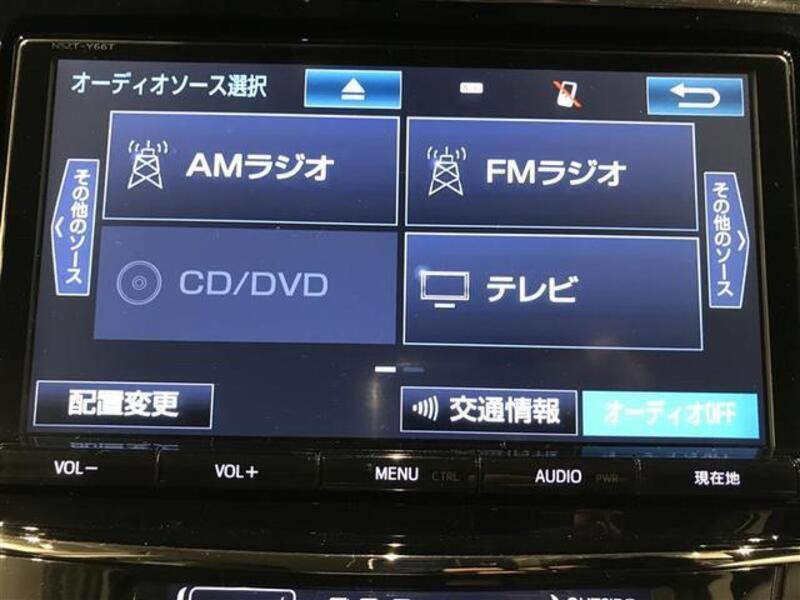 NSZT-Y66T
オーディオソース選択
AMラジオ
FMラジオ
その他のソース
その他のソース
CD/DVD
テレビ
配置変更
交通情報
オーディオOFF
VOL−
VOL+
MENU CTRL
AUDIO PWR
現在地
OUTSIDE